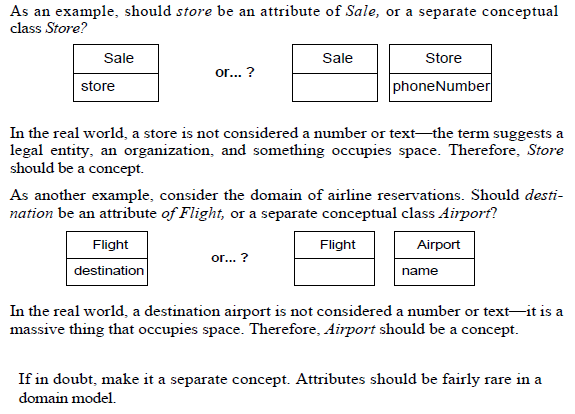 As an example, should store be an attribute of Sale, or a separate conceptual
class Store?
Sale
store
or... ?
Sale
Store
phoneNumber
In the real world, a store is not considered a number or text—the term suggests a
legal entity, an organization, and something occupies space. Therefore, Store
should be a concept.
As another example, consider the domain of airline reservations. Should desti-
nation be an attribute of Flight, or a separate conceptual class Airport?
Flight
destination
or... ?
Flight
Airport
name
In the real world, a destination airport is not considered a number or text—it is a
massive thing that occupies space. Therefore, Airport should be a concept.
If in doubt, make it a separate concept. Attributes should be fairly rare in a
domain model.